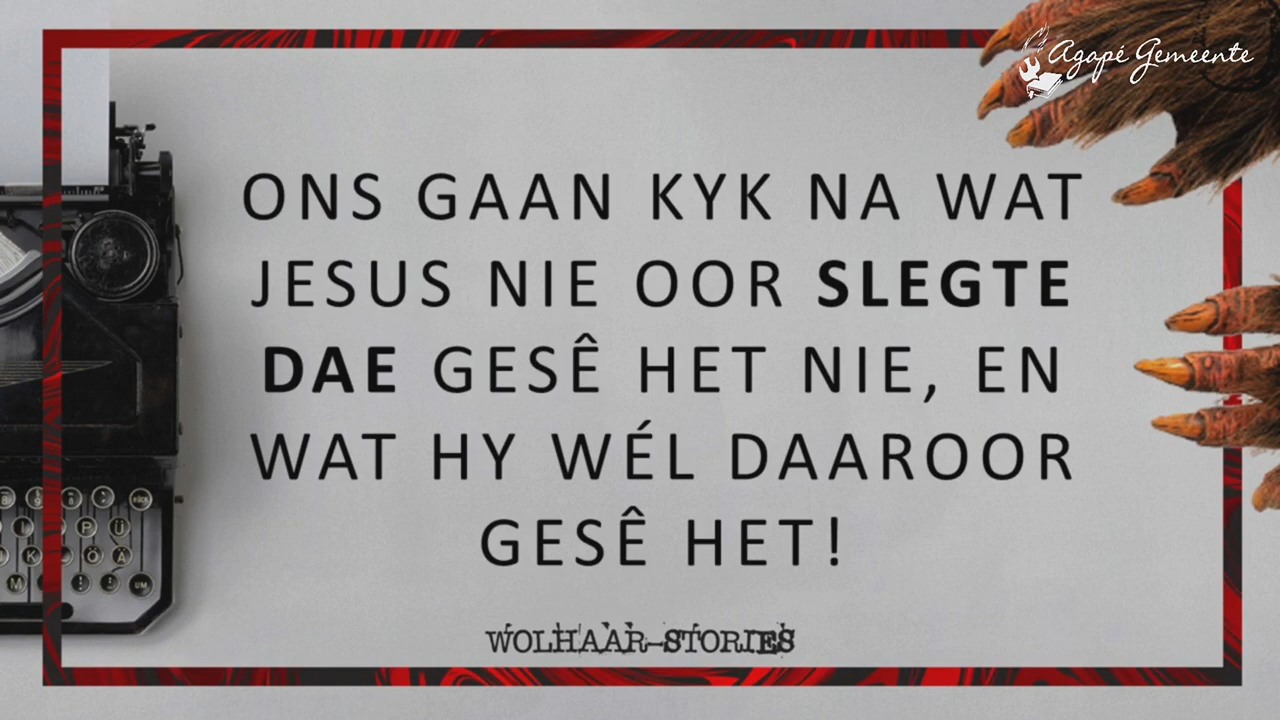 Agapé Gemeente
ONS GAAN KYK NA WAT
JESUS NIE OOR SLEGTE
DAE GESÊ HET NIE, EN
WAT HY WÉL DAAROOR
GESÊ HET!
WOLHAAR-STORIES
P Ü
K Ö Ä
M